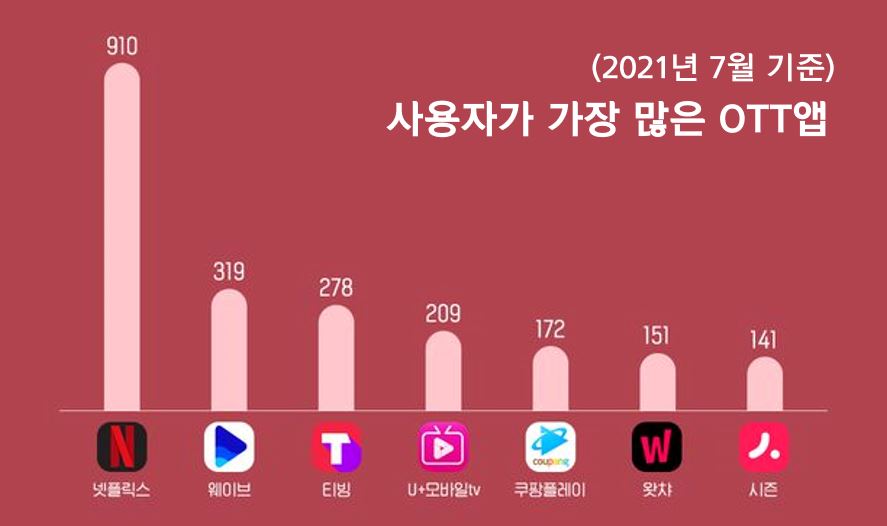 (2021년 7월 기준)
사용자가 가장 많은 OTT앱
910
319
278
209
172
151
141
N
T
coupang
W
넷플릭스
웨이브
티빙
U+모바일tv
쿠팡플레이
왓챠
시즌